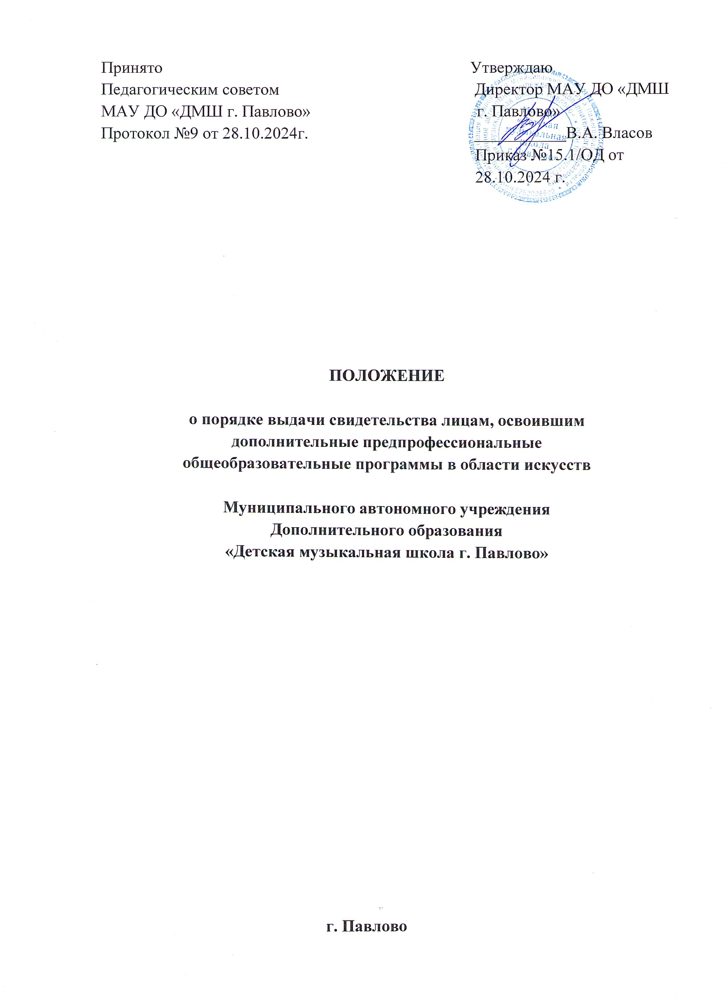 Принято
Педагогическим советом
МАУ ДО «ДМШ г. Павлово»
Протокол №9 от 28.10.2024г.
Утверждаю
Директор МАУ ДО «ДМШ
г. Павлово»
В.А. Власов
Приказ №15.1/ОД от
28.10.2024 г.
ПОЛОЖЕНИЕ
о порядке выдачи свидетельства лицам, освоившим
дополнительные предпрофессиональные
общеобразовательные программы в области искусств
Муниципального автономного учреждения
Дополнительного образования
«Детская музыкальная школа г. Павлово»
г. Павлово